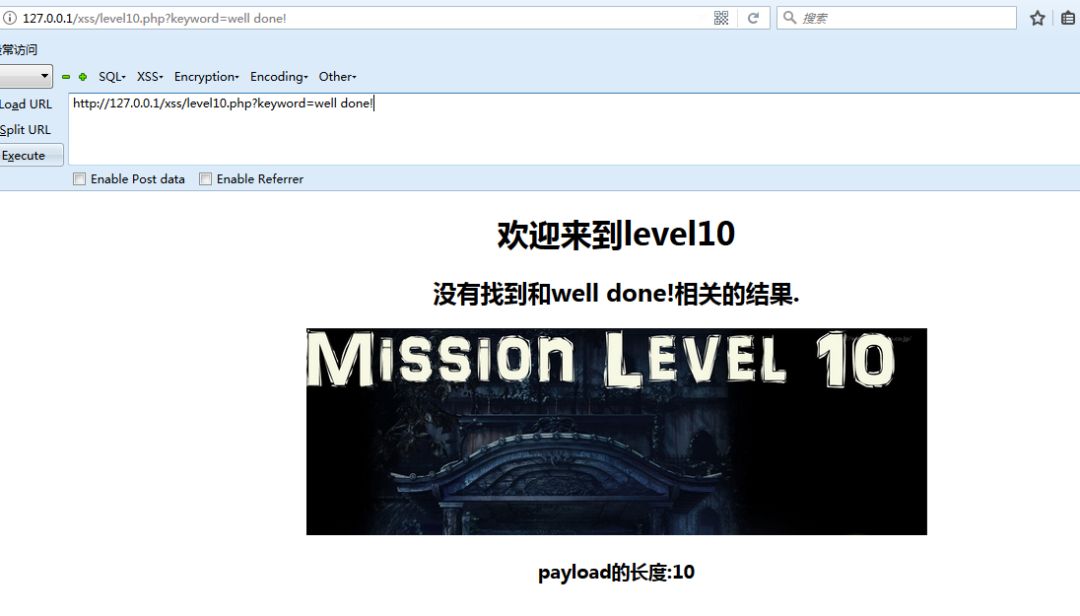 127.0.0.1/xss/level10.php?keyword=well done!
搜索
常访问
SQL- XSS- Encryption- Encoding- Other-
Load URL
http://127.0.0.1/xss/level10.php?keyword=well done!
Split URL
Execute
Enable Post data Enable Referrer
欢迎来到level10
没有找到和well done!相关的结果.
Mission Level 10
payload的长度:10